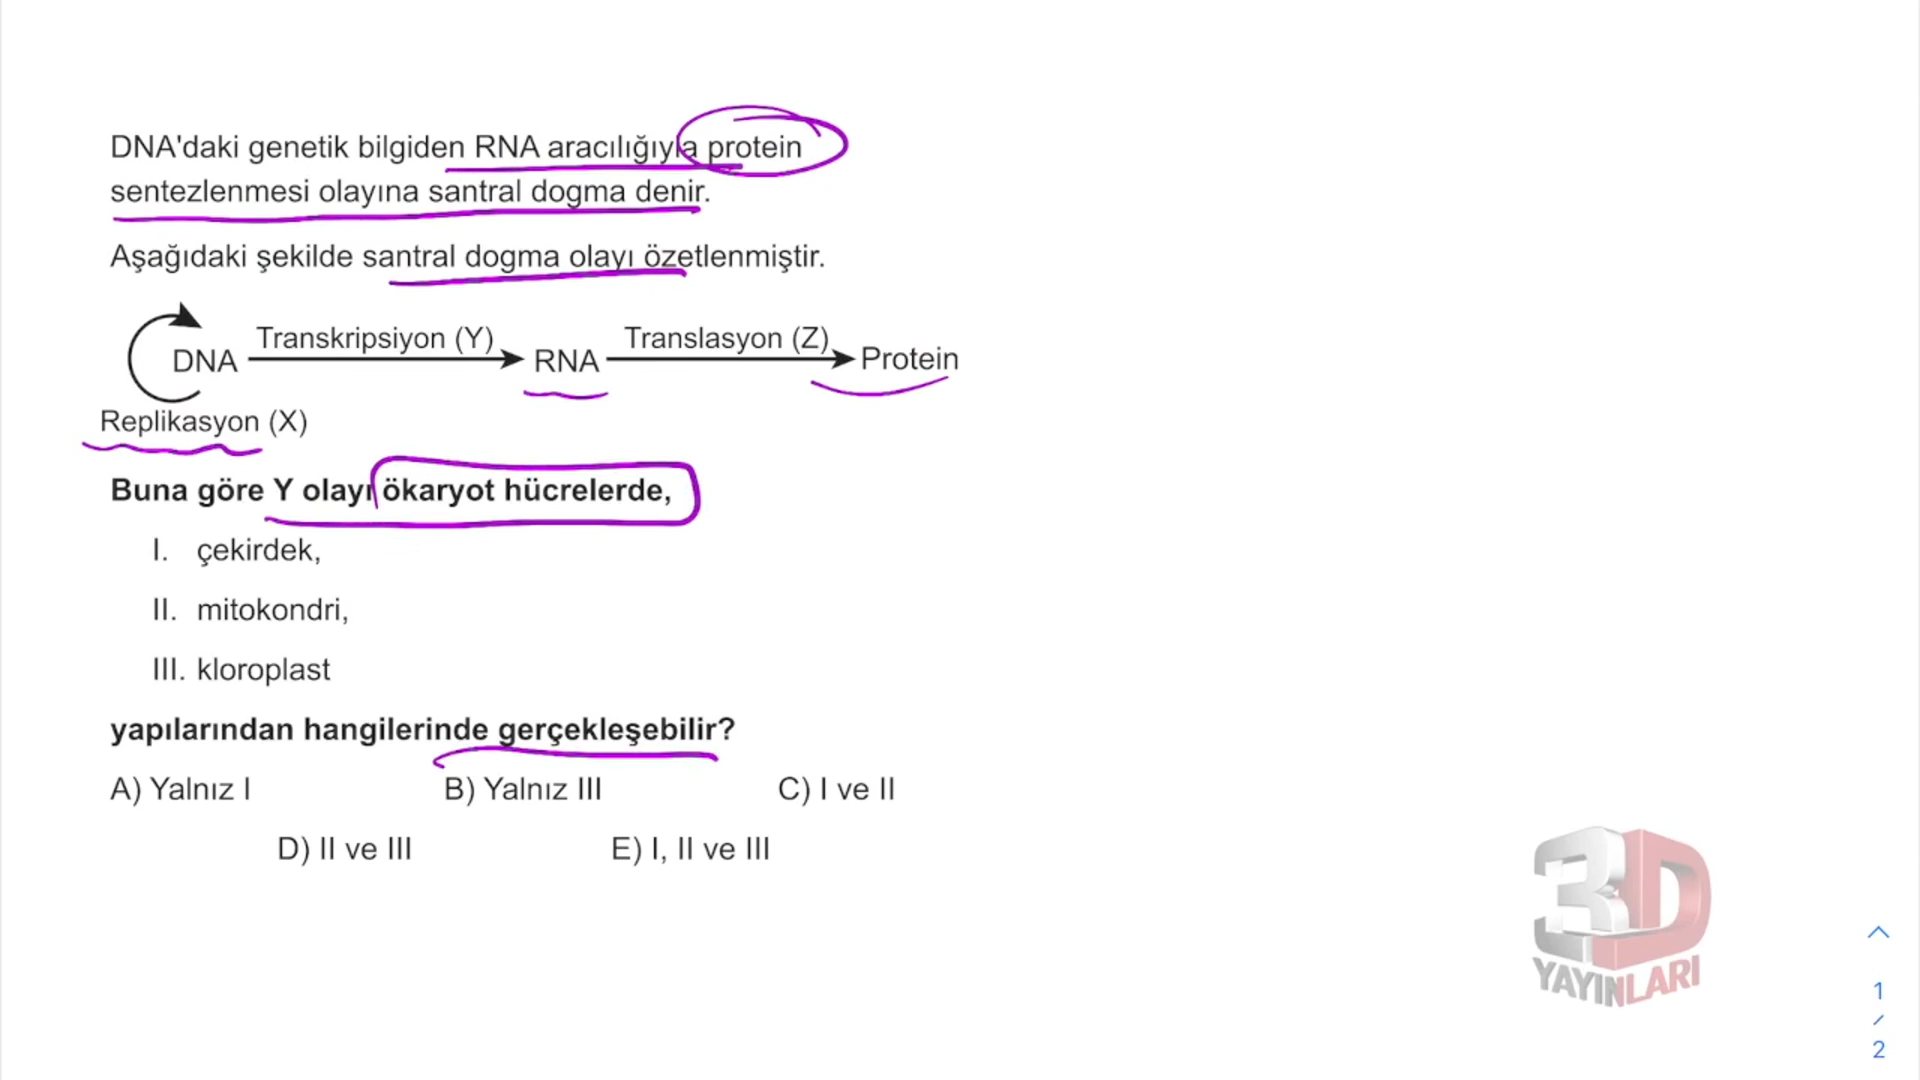 DNA'daki genetik bilgiden RNA aracılığıyla protein
sentezlenmesi olayına santral dogma denir.
Aşağıdaki şekilde santral dogma olayı özetlenmiştir.
DNA Transkripsiyon (Y) RNA Translasyon (Z) Protein
Replikasyon (X)
Buna göre Y olayı ökaryot hücrelerde,
I. çekirdek,
II. mitokondri,
III. kloroplast
yapılarından hangilerinde gerçekleşebilir?
A) Yalnız I B) Yalnız III C) I ve II
D) II ve III E) I, II ve III
3D
YAYINLARI
1
/
2